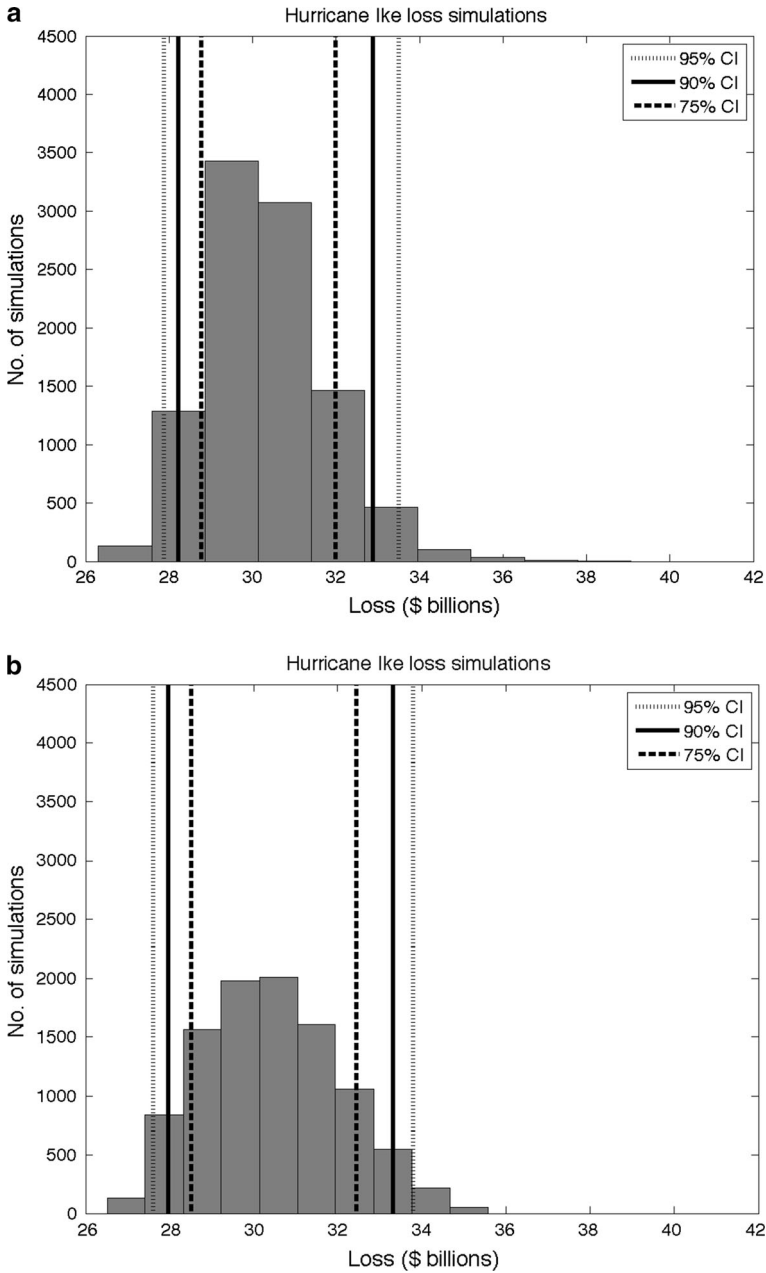 a
Hurricane Ike loss simulations
4500
4000
3500
3000
2500
2000
1500
1000
500
0
No. of simulations
95% CI
90% CI
75% CI
26 28 30 32 34 36 38 40 42
Loss ($ billions)
b
Hurricane Ike loss simulations
4500
4000
3500
3000
2500
2000
1500
1000
500
0
No. of simulations
95% CI
90% CI
75% CI
26 28 30 32 34 36 38 40 42
Loss ($ billions)